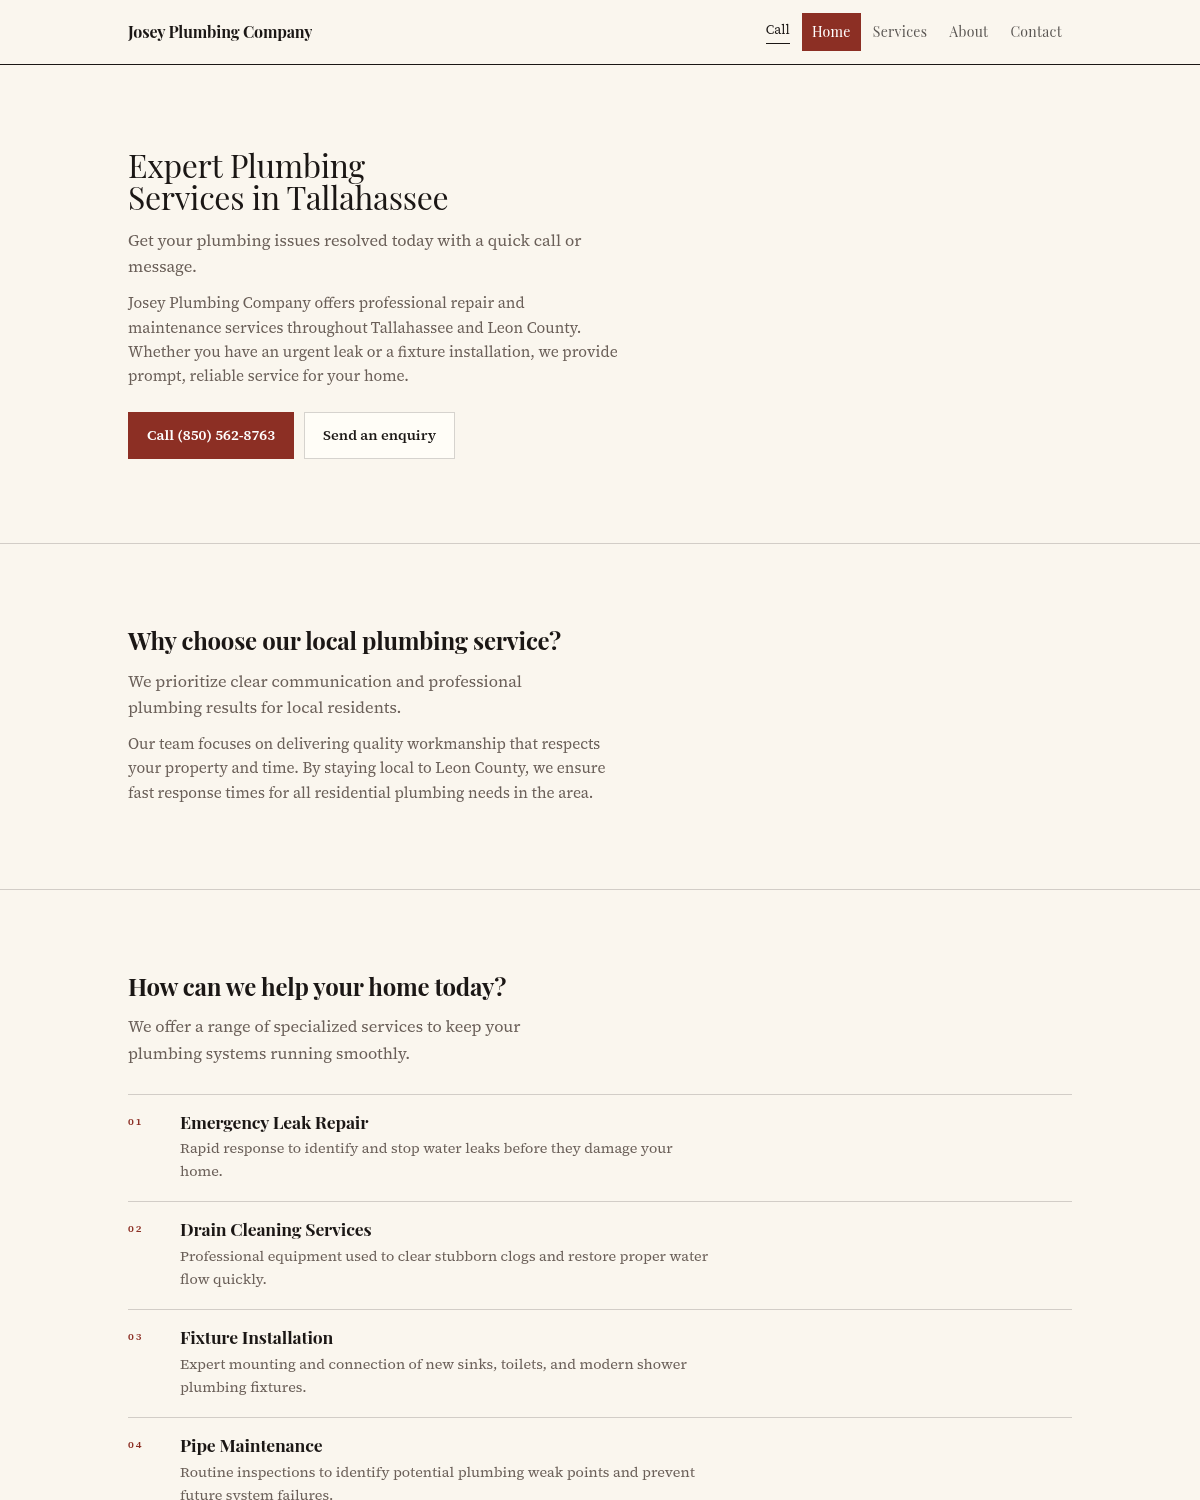 Josey Plumbing Company
Call Home Services About Contact
Expert Plumbing
Services in Tallahassee
Get your plumbing issues resolved today with a quick call or
message.
Josey Plumbing Company offers professional repair and
maintenance services throughout Tallahassee and Leon County.
Whether you have an urgent leak or a fixture installation, we provide
prompt, reliable service for your home.
Call (850) 562-8763
Send an enquiry
Why choose our local plumbing service?
We prioritize clear communication and professional
plumbing results for local residents.
Our team focuses on delivering quality workmanship that respects
your property and time. By staying local to Leon County, we ensure
fast response times for all residential plumbing needs in the area.
How can we help your home today?
We offer a range of specialized services to keep your
plumbing systems running smoothly.
01 Emergency Leak Repair
Rapid response to identify and stop water leaks before they damage your
home.
02 Drain Cleaning Services
Professional equipment used to clear stubborn clogs and restore proper water
flow quickly.
03 Fixture Installation
Expert mounting and connection of new sinks, toilets, and modern shower
plumbing fixtures.
04 Pipe Maintenance
Routine inspections to identify potential plumbing weak points and prevent
future system failures.